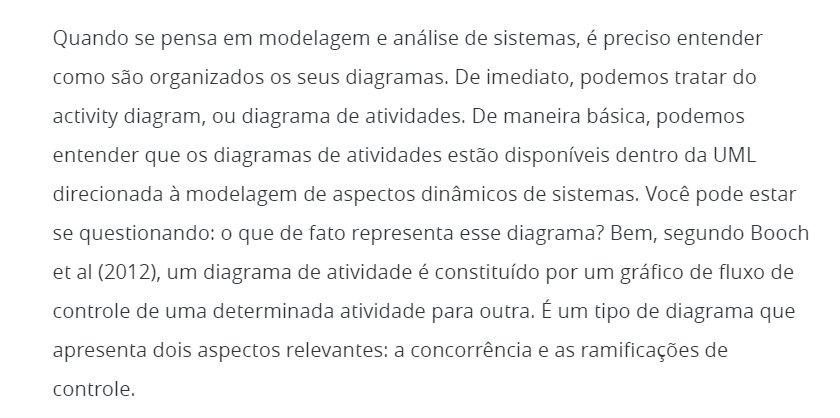 Quando se pensa em modelagem e análise de sistemas, é preciso entender
como são organizados os seus diagramas. De imediato, podemos tratar do
activity diagram, ou diagrama de atividades. De maneira básica, podemos
entender que os diagramas de atividades estão disponíveis dentro da UML
direcionada à modelagem de aspectos dinâmicos de sistemas. Você pode estar
se questionando: o que de fato representa esse diagrama? Bem, segundo Booch
et al (2012), um diagrama de atividade é constituído por um gráfico de fluxo de
controle de uma determinada atividade para outra. É um tipo de diagrama que
apresenta dois aspectos relevantes: a concorrência e as ramificações de
controle.